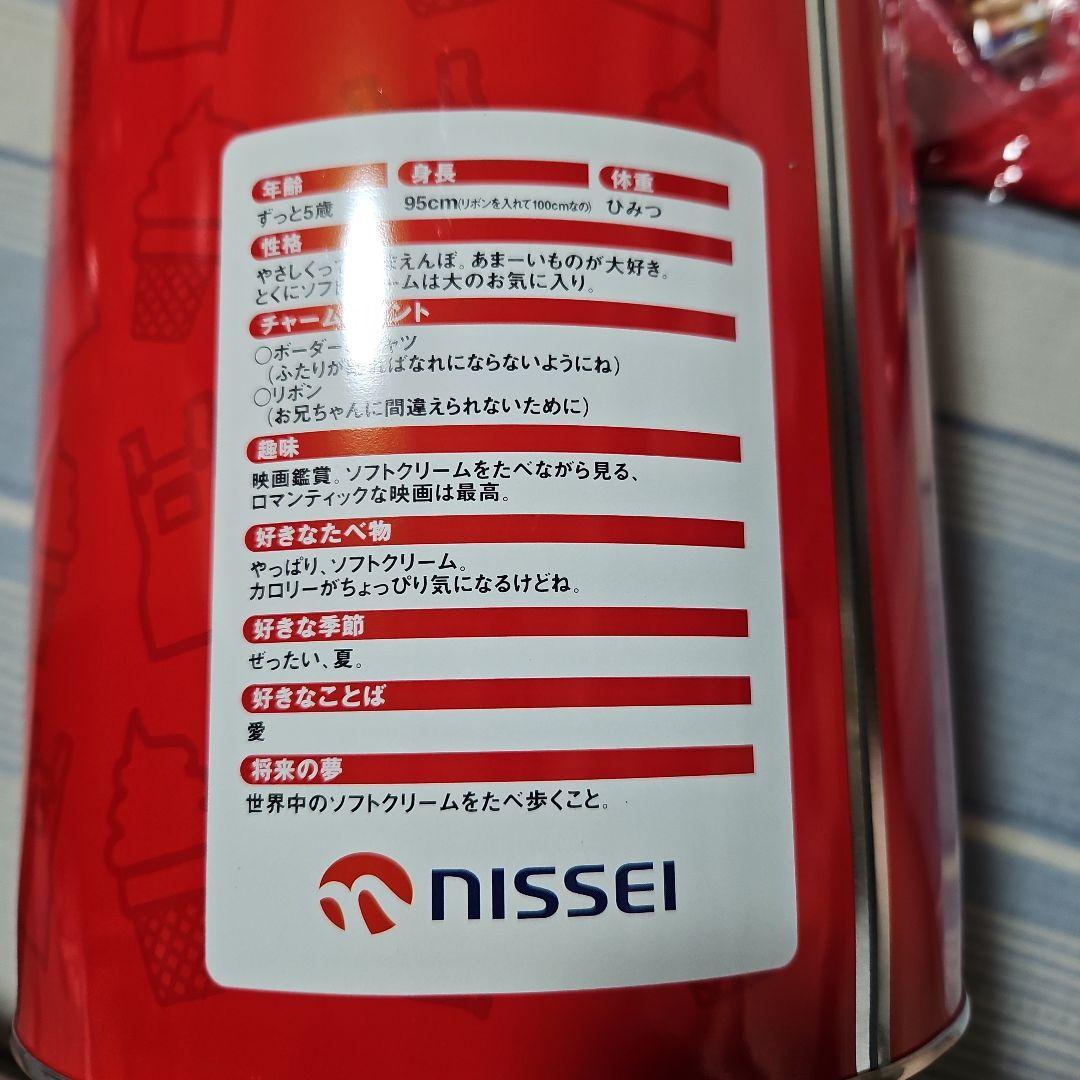 年齢 身長 体重
ずっと5歳 95cm(リボンを入れて100cmなの) ひみつ
性格
やさしくっ えんぼ。あまーいものが大好き。
とくにソフト ームは大のお気に入り。
チャーム ント
○ボーダー ャツ
(ふたりが ばなれにならないようにね)
○リボン
(お兄ちゃんに間違えられないために)
趣味
映画鑑賞。ソフトクリームをたべながら見る、
ロマンティックな映画は最高。
好きなたべ物
やっぱり、ソフトクリーム。
カロリーがちょっぴり気になるけどね。
好きな季節
ぜったい、夏。
好きなことば
愛
将来の夢
世界中のソフトクリームをたべ歩くこと。
NISSEI